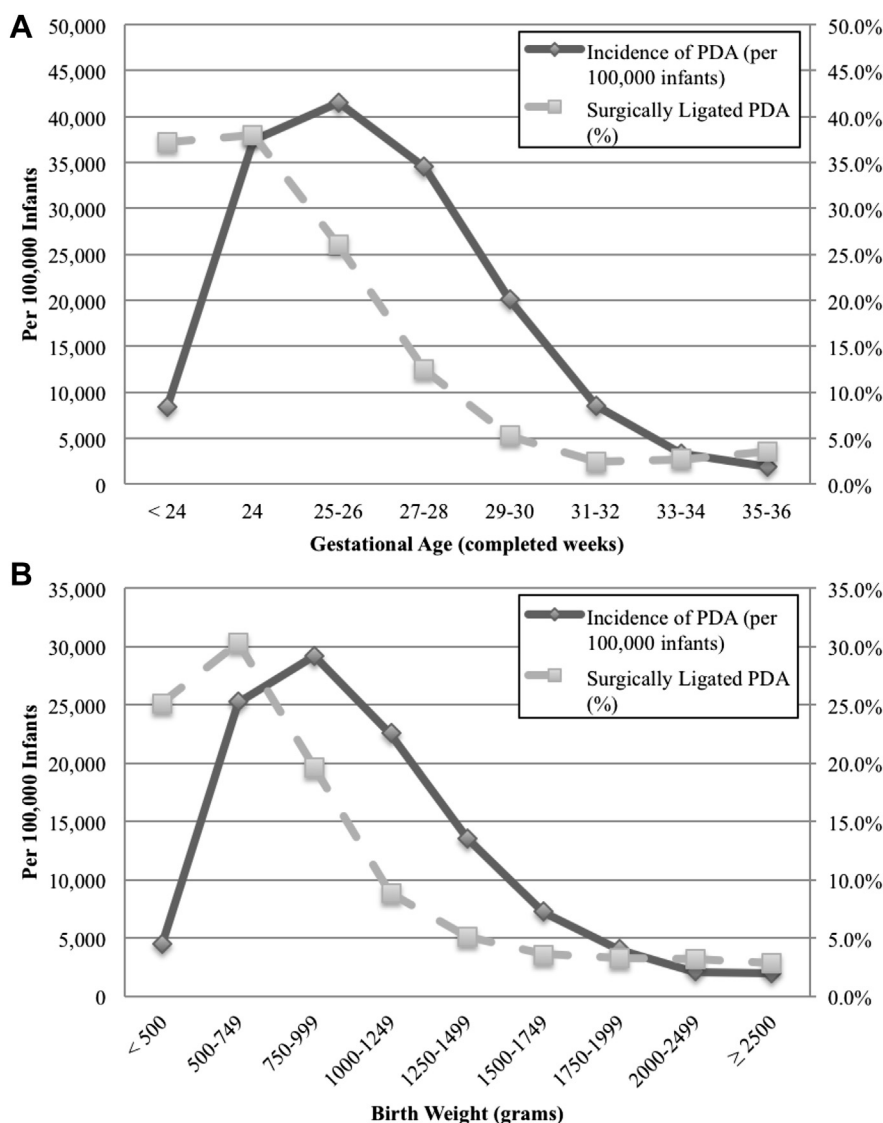 A
50,000
45,000
40,000
35,000
30,000
25,000
20,000
15,000
10,000
5,000
0
Per 100,000 Infants
50.0%
45.0%
40.0%
35.0%
30.0%
25.0%
20.0%
15.0%
10.0%
5.0%
0.0%
Incidence of PDA (per
100,000 infants)
Surgically Ligated PDA
(%)
< 24 24 25-26 27-28 29-30 31-32 33-34 35-36
Gestational Age (completed weeks)
B
35,000
30,000
25,000
20,000
15,000
10,000
5,000
0
Per 100,000 Infants
35.0%
30.0%
25.0%
20.0%
15.0%
10.0%
5.0%
0.0%
Incidence of PDA (per
100,000 infants)
Surgically Ligated PDA
(%)
< 500 500-749 750-999 1000-1249 1250-1499 1500-1749 1750-1999 2000-2499 ≥ 2500
Birth Weight (grams)